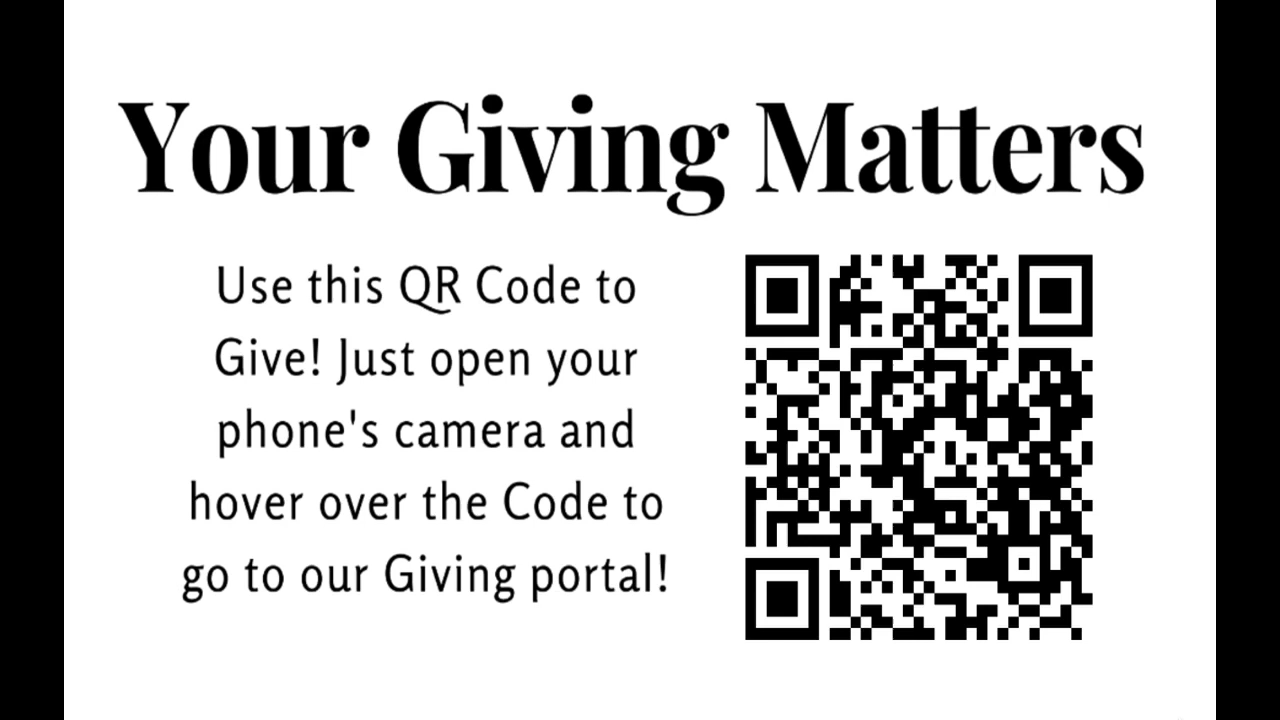 Your Giving Matters
Use this QR Code to
Give! Just open your
phone's camera and
hover over the Code to
go to our Giving portal!